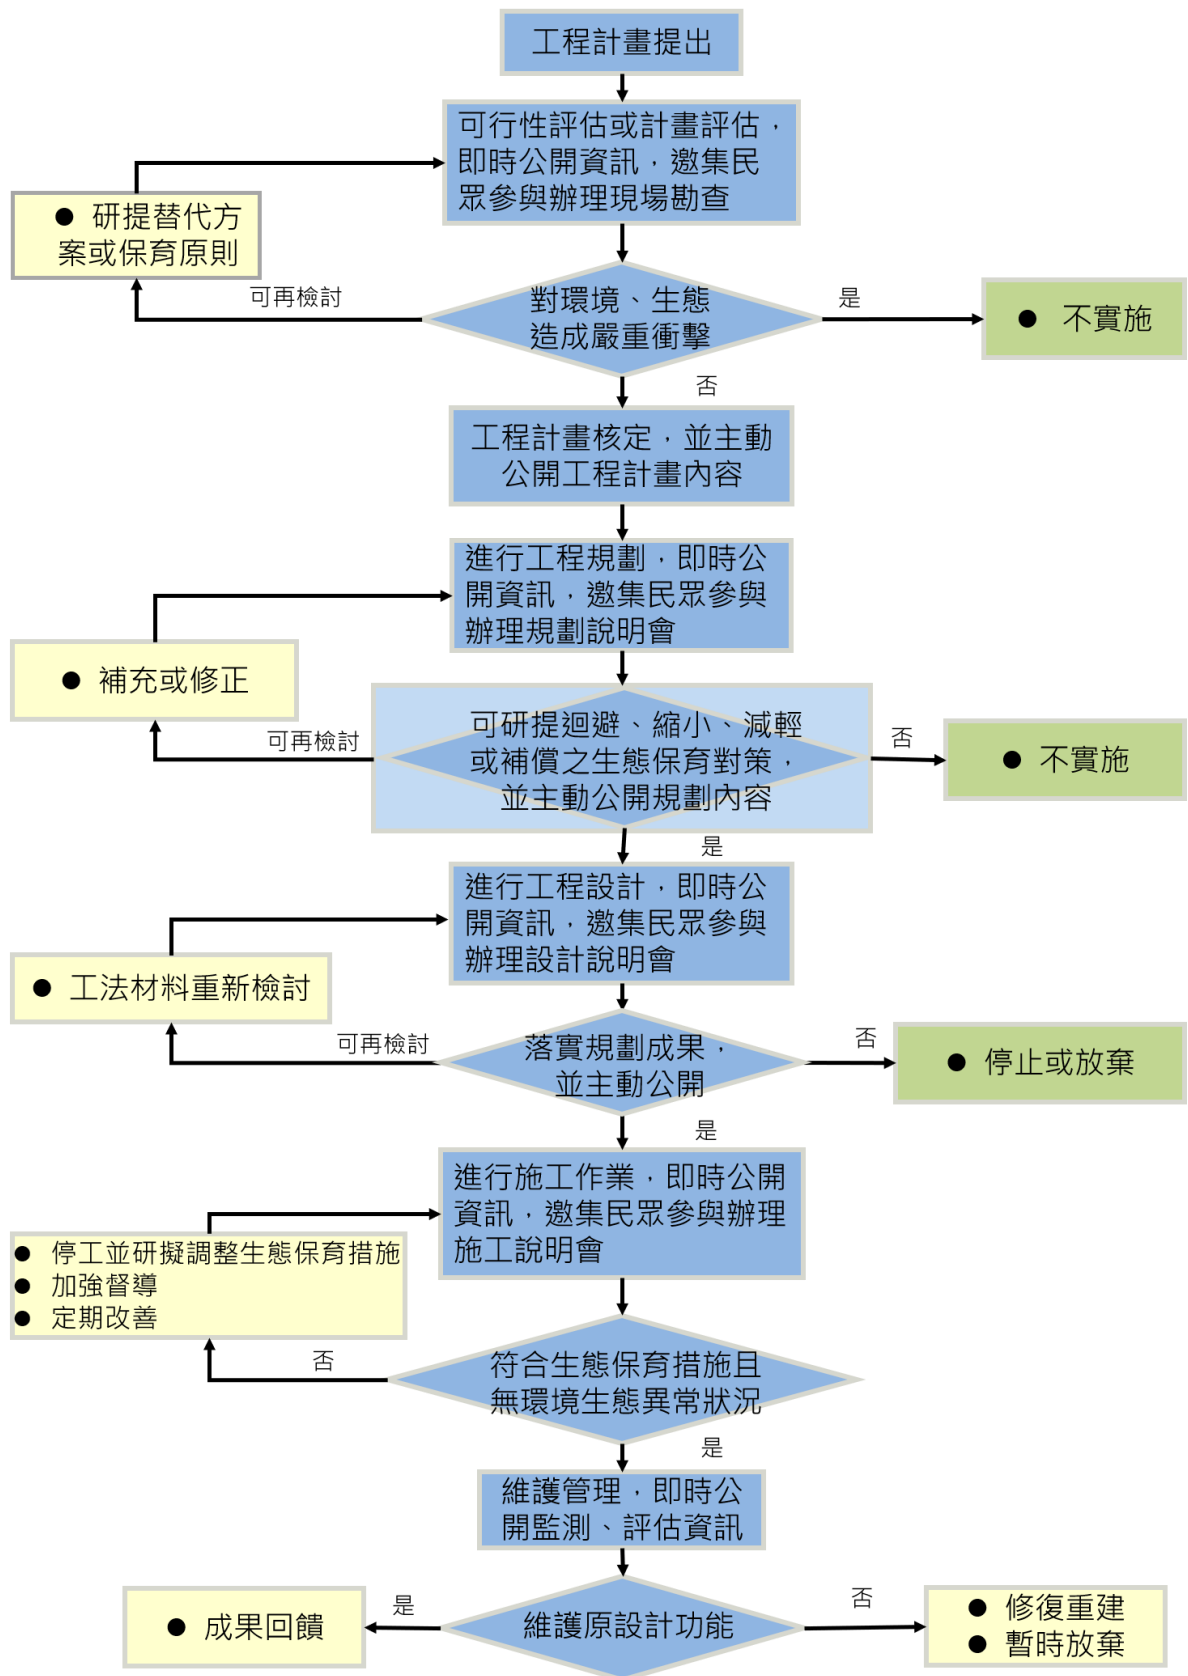 工程計畫提出
可行性評估或計畫評估，
即時公開資訊，邀集民
眾參與辦理現場勘查
● 研提替代方
案或保育原則
可再檢討
對環境、生態
造成嚴重衝擊
是
● 不實施
否
工程計畫核定，並主動
公開工程計畫內容
進行工程規劃，即時公
開資訊，邀集民眾參與
辦理規劃說明會
● 補充或修正
可再檢討
可研提迴避、縮小、減輕
或補償之生態保育對策，
並主動公開規劃內容
否
● 不實施
是
進行工程設計，即時公
開資訊，邀集民眾參與
辦理設計說明會
● 工法材料重新檢討
可再檢討
落實規劃成果，
並主動公開
否
● 停止或放棄
是
進行施工作業，即時公開
資訊，邀集民眾參與辦理
施工說明會
● 停工並研擬調整生態保育措施
● 加強督導
● 定期改善
否
符合生態保育措施且
無環境生態異常狀況
是
維護管理，即時公
開監測、評估資訊
● 成果回饋
是
維護原設計功能
否
● 修復重建
● 暫時放棄